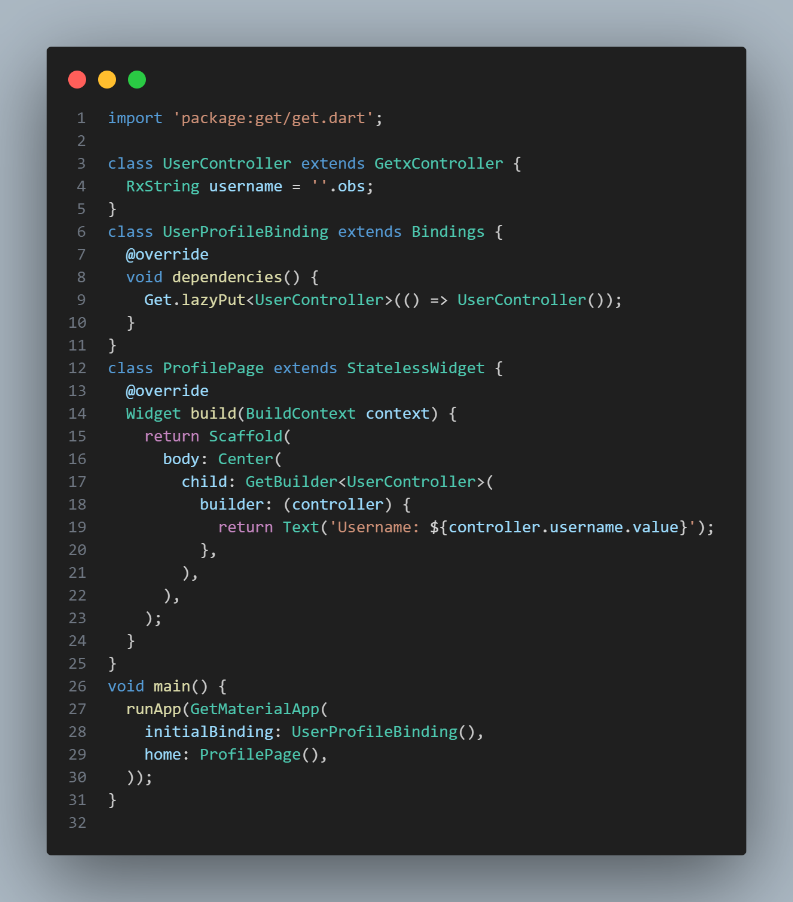 1 import 'package:get/get.dart';
2
3 class UserController extends GetxController {
4   RxString username = ''.obs;
5 }
6 class UserProfileBinding extends Bindings {
7   @override
8   void dependencies() {
9     Get.lazyPut<UserController>(() => UserController());
10   }
11 }
12 class ProfilePage extends StatelessWidget {
13   @override
14   Widget build(BuildContext context) {
15     return Scaffold(
16       body: Center(
17         child: GetBuilder<UserController>(
18           builder: (controller) {
19             return Text('Username: ${controller.username.value}');
20           },
21         ),
22       ),
23     );
24   }
25 }
26 void main() {
27   runApp(GetMaterialApp(
28     initialBinding: UserProfileBinding(),
29     home: ProfilePage(),
30   ));
31 }
32